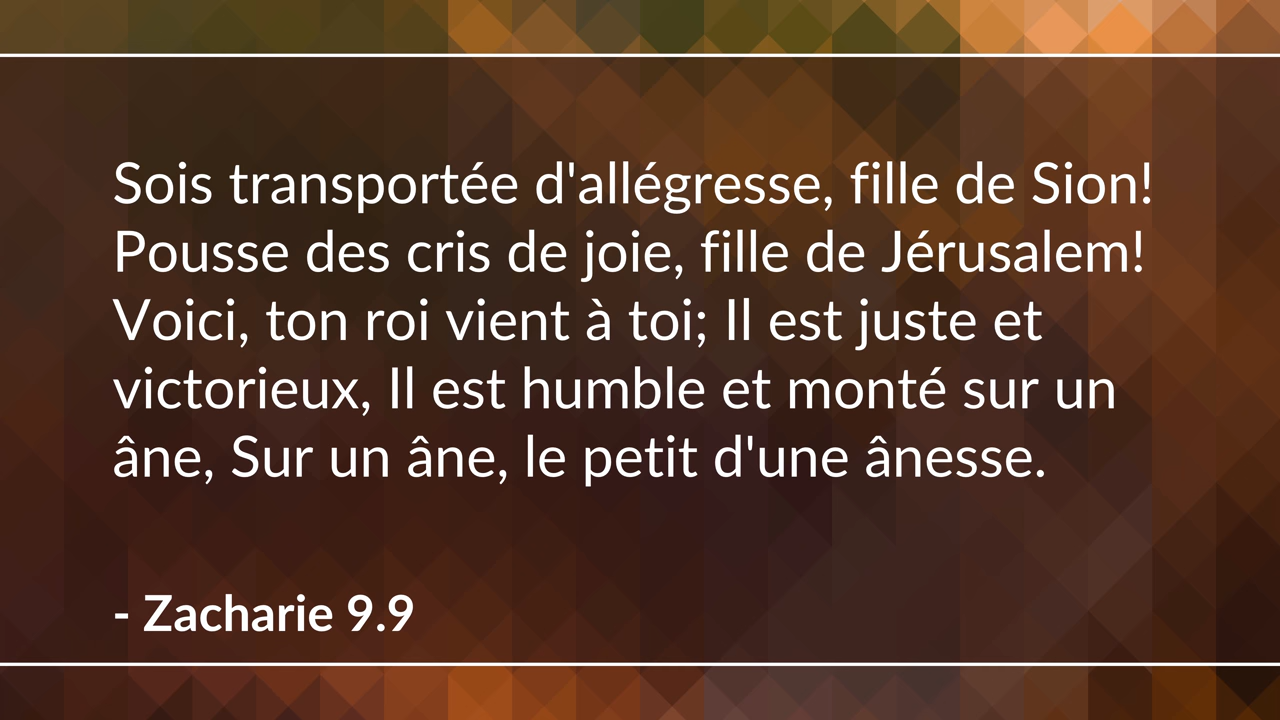 Sois transportée d'allégresse, fille de Sion!
Pousse des cris de joie, fille de Jérusalem!
Voici, ton roi vient à toi; Il est juste et
victorieux, Il est humble et monté sur un
âne, Sur un âne, le petit d'une ânesse.
- Zacharie 9.9